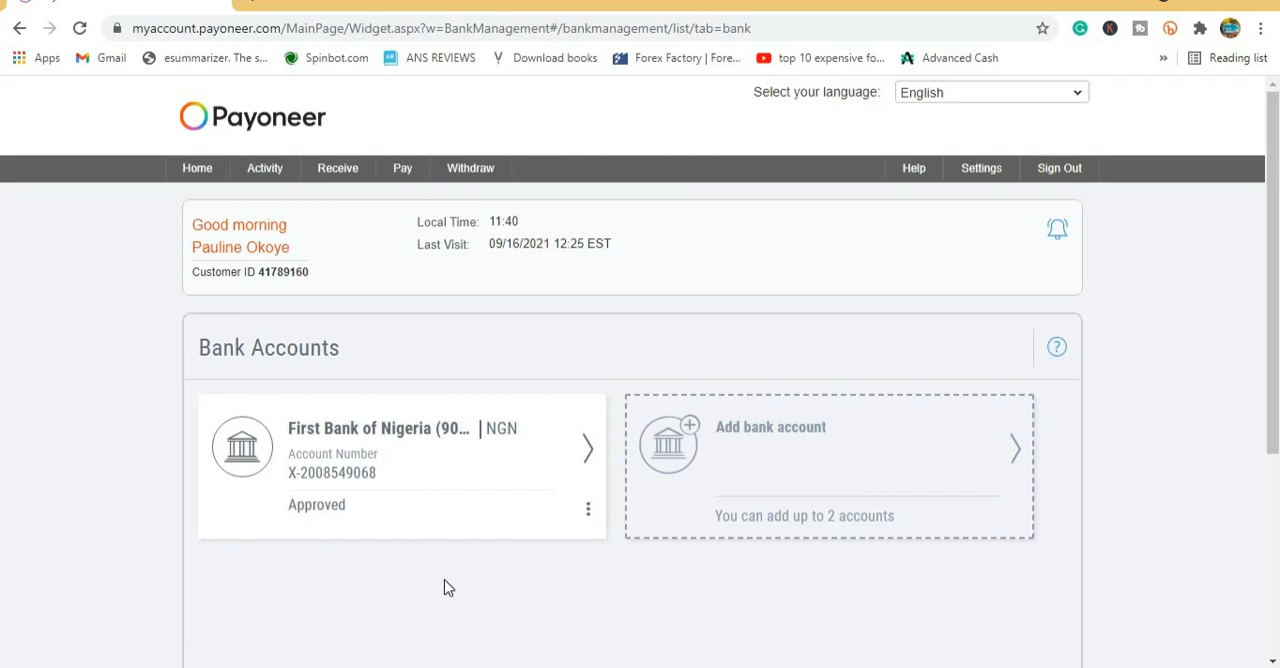 myaccount.payoneer.com/MainPage/Widget.aspx?w=BankManagement#/bankmanagement/list/tab=bank
Apps Gmail esummarizer. The s... Spinbot.com ANS REVIEWS Download books Forex Factory | Fore... top 10 expensive fo... Advanced Cash » Reading list
Select your language: English
Payoneer
Home Activity Receive Pay Withdraw Help Settings Sign Out
Good morning
Pauline Okoye
Customer ID 41789160
Local Time: 11:40
Last Visit: 09/16/2021 12:25 EST
Bank Accounts
?
First Bank of Nigeria (90... | NGN
Account Number
X-2008549068
Approved
Add bank account
You can add up to 2 accounts